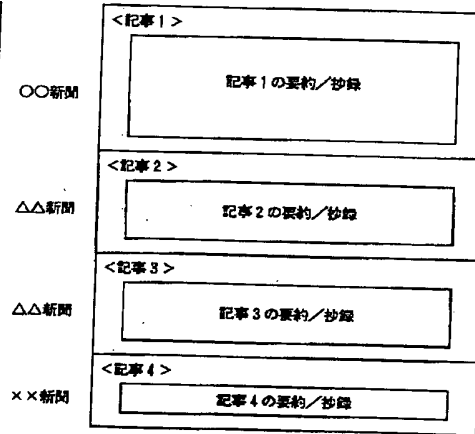 <記事1>
○○新聞
記事1の要約/抄録
<記事2>
△△新聞
記事2の要約/抄録
<記事3>
△△新聞
記事3の要約/抄録
<記事4>
××新聞
記事4の要約/抄録